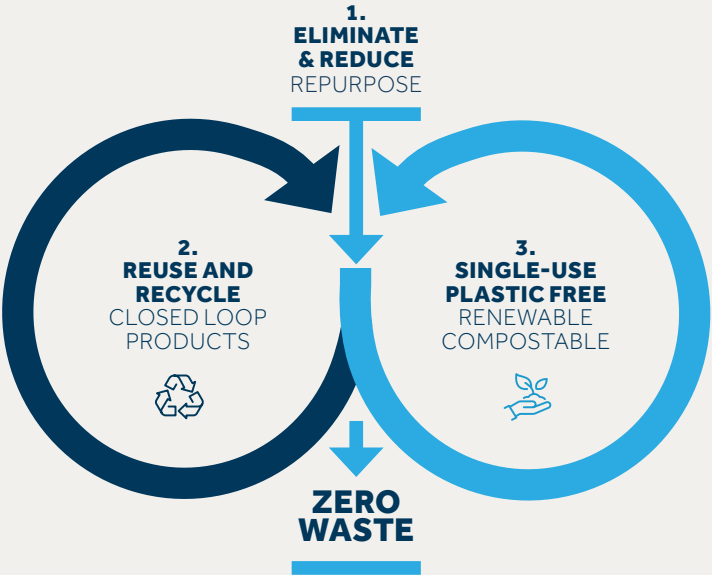 1.
ELIMINATE
& REDUCE
REPURPOSE
2.
REUSE AND
RECYCLE
CLOSED LOOP
PRODUCTS
3.
SINGLE-USE
PLASTIC FREE
RENEWABLE
COMPOSTABLE
ZERO
WASTE